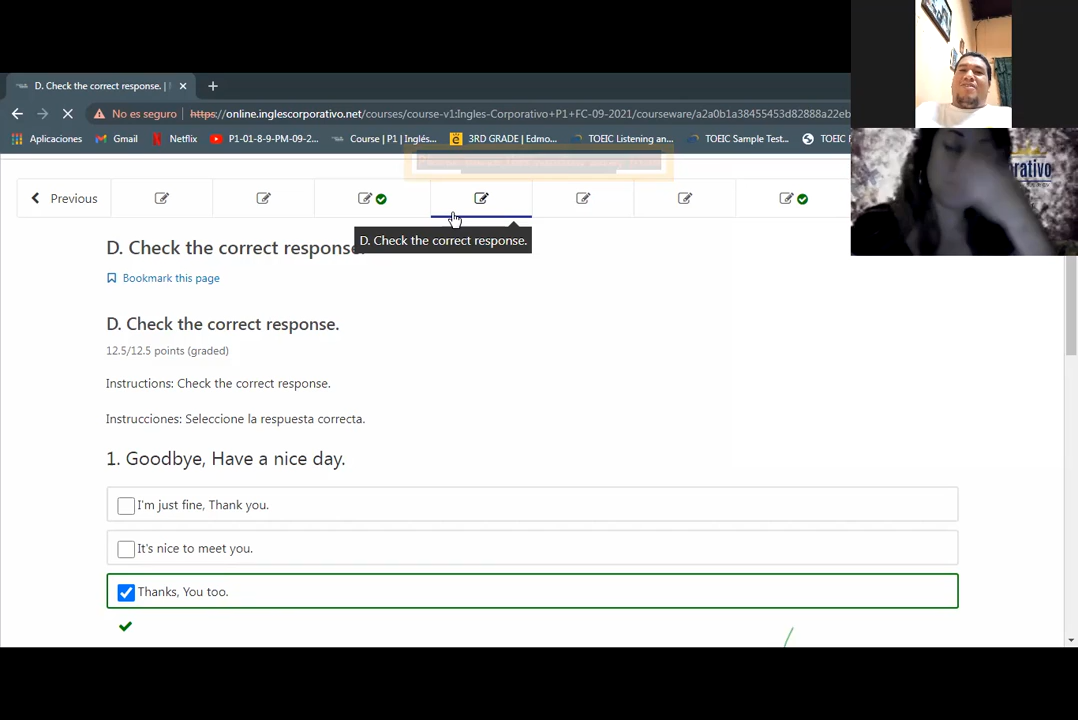 D. Check the correct response. |
No es seguro
https://online.inglescorporativo.net/courses/course-v1:Ingles-Corporativo+P1+FC-09-2021/courseware/a2a0b1a38455453d82888a22eb
Aplicaciones
Gmail
Netflix
P1-01-8-9-PM-09-2...
Course | P1 | Inglés...
3RD GRADE | Edmo...
TOEIC Listening an...
TOEIC Sample Test...
TOEIC
Previous
D. Check the correct response.
D. Check the correct response.
Bookmark this page
D. Check the correct response.
12.5/12.5 points (graded)
Instructions: Check the correct response.
Instrucciones: Seleccione la respuesta correcta.
1. Goodbye, Have a nice day.
I'm just fine, Thank you.
It's nice to meet you.
Thanks, You too.